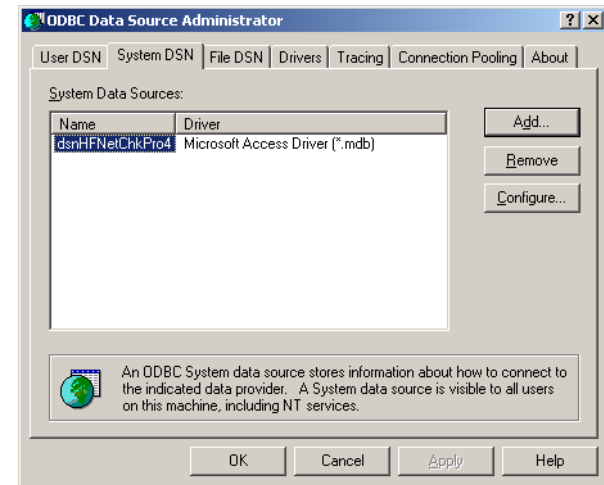 ODBC Data Source Administrator
User DSN System DSN File DSN Drivers Tracing Connection Pooling About
System Data Sources:
Name Driver
dsnHFNetChkPro4 Microsoft Access Driver (*.mdb)
Add...
Remove
Configure...
An ODBC System data source stores information about how to connect to
the indicated data provider. A System data source is visible to all users
on this machine, including NT services.
OK Cancel Apply Help